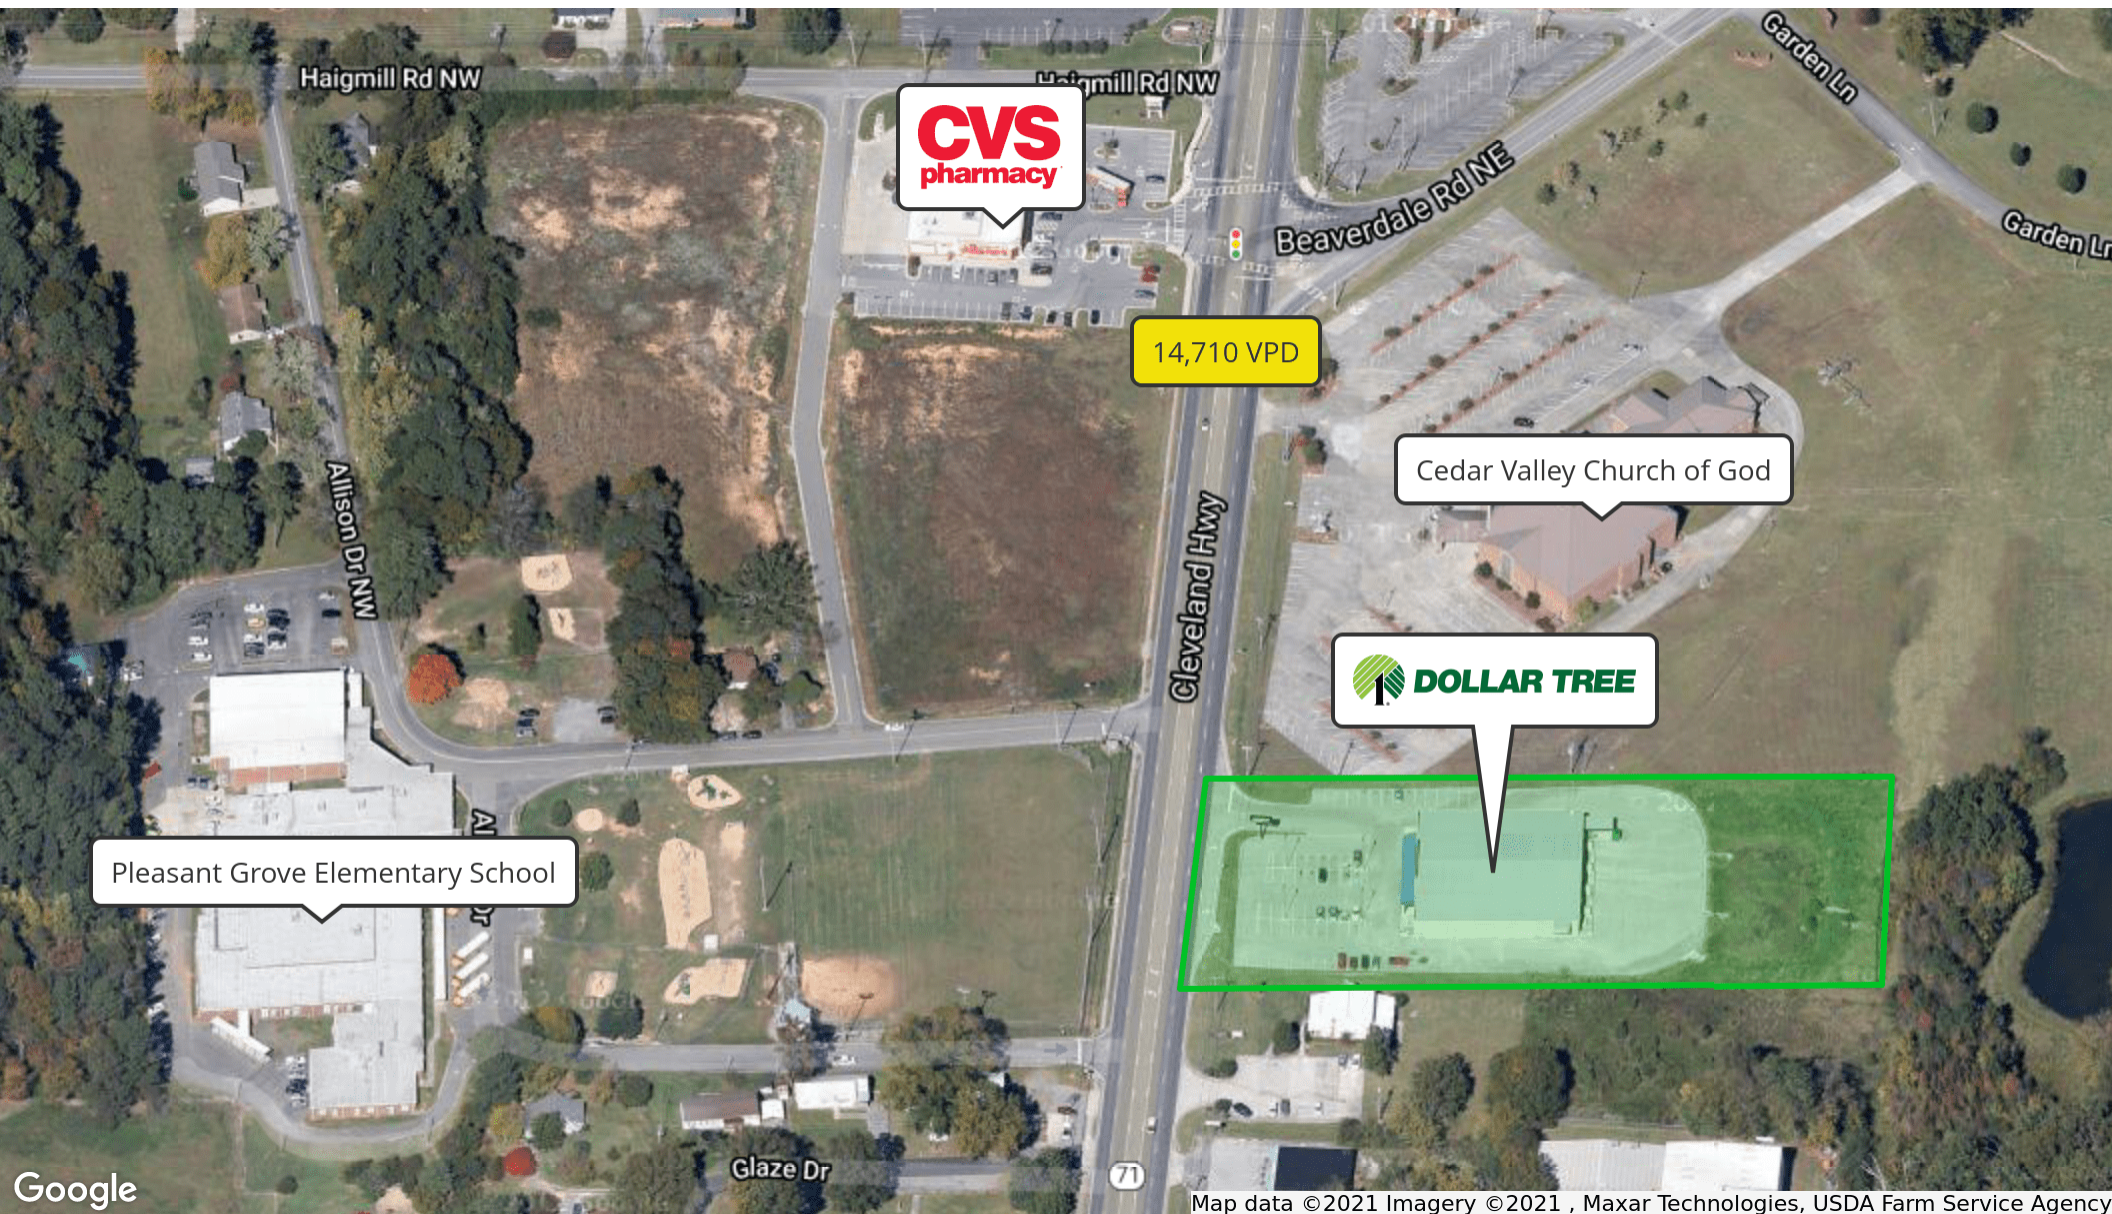 Haigmill Rd NW
Haigmill Rd NW
Garden Ln
CVS
pharmacy
Beaverdale Rd NE
Garden Ln
14,710 VPD
Cedar Valley Church of God
Allison Dr NW
Cleveland Hwy
1 DOLLAR TREE
Pleasant Grove Elementary School
Glaze Dr
71
Google
Map data ©2021 Imagery ©2021 , Maxar Technologies, USDA Farm Service Agency